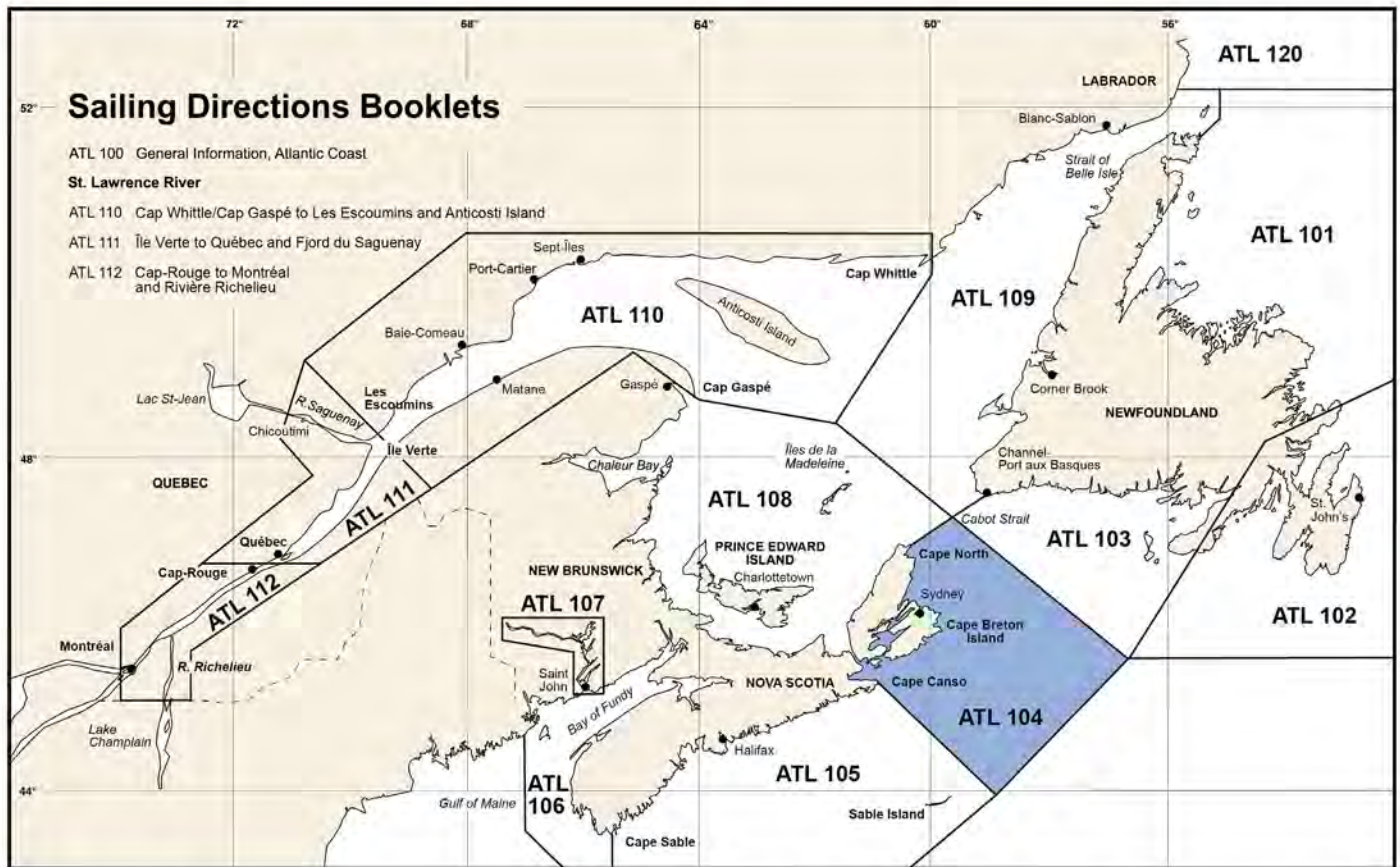 72°
68°
64°
60°
56°
ATL 120
LABRADOR
52°
Sailing Directions Booklets
Blanc-Sablon
ATL 100 General Information, Atlantic Coast
Strait of
Belle Isle
St. Lawrence River
ATL 110 Cap Whittle/Cap Gaspé to Les Escoumins and Anticosti Island
ATL 101
ATL 111 Île Verte to Québec and Fjord du Saguenay
Sept-Îles
Port-Cartier
Cap Whittle
ATL 112 Cap-Rouge to Montréal
and Rivière Richelieu
ATL 109
ATL 110
Anticosti Island
Baie-Comeau
Corner Brook
Lac St-Jean
R.Saguenay
Les
Escoumins
Matane
Gaspé
Cap Gaspé
NEWFOUNDLAND
Chicoutimi
48°
Île Verte
Îles de la
Madeleine
Channel-
Port aux Basques
Chaleur Bay
QUEBEC
ATL 111
ATL 108
St.
John's
Cabot Strait
Québec
Cape North
ATL 103
PRINCE EDWARD
ISLAND
Cap-Rouge
NEW BRUNSWICK
Charlottetown
Sydney
ATL 112
ATL 107
Cape Breton
Island
ATL 102
Montréal
R. Richelieu
Saint
John
NOVA SCOTIA
Cape Canso
Bay of Fundy
ATL 104
Lake
Champlain
Halifax
ATL 105
44°
ATL
106
Gulf of Maine
Sable Island
Cape Sable